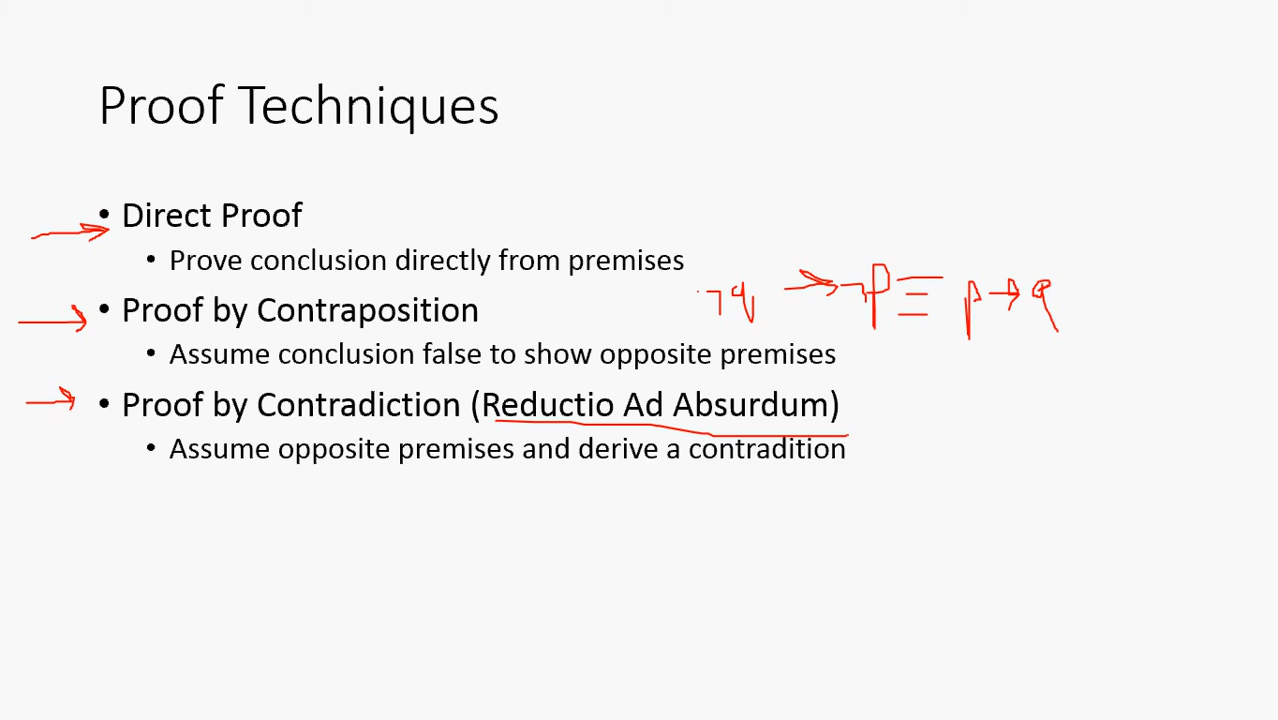 Proof Techniques
• Direct Proof
• Prove conclusion directly from premises
¬q → ¬p ≡ p → q
• Proof by Contraposition
• Assume conclusion false to show opposite premises
• Proof by Contradiction (Reductio Ad Absurdum)
• Assume opposite premises and derive a contradition